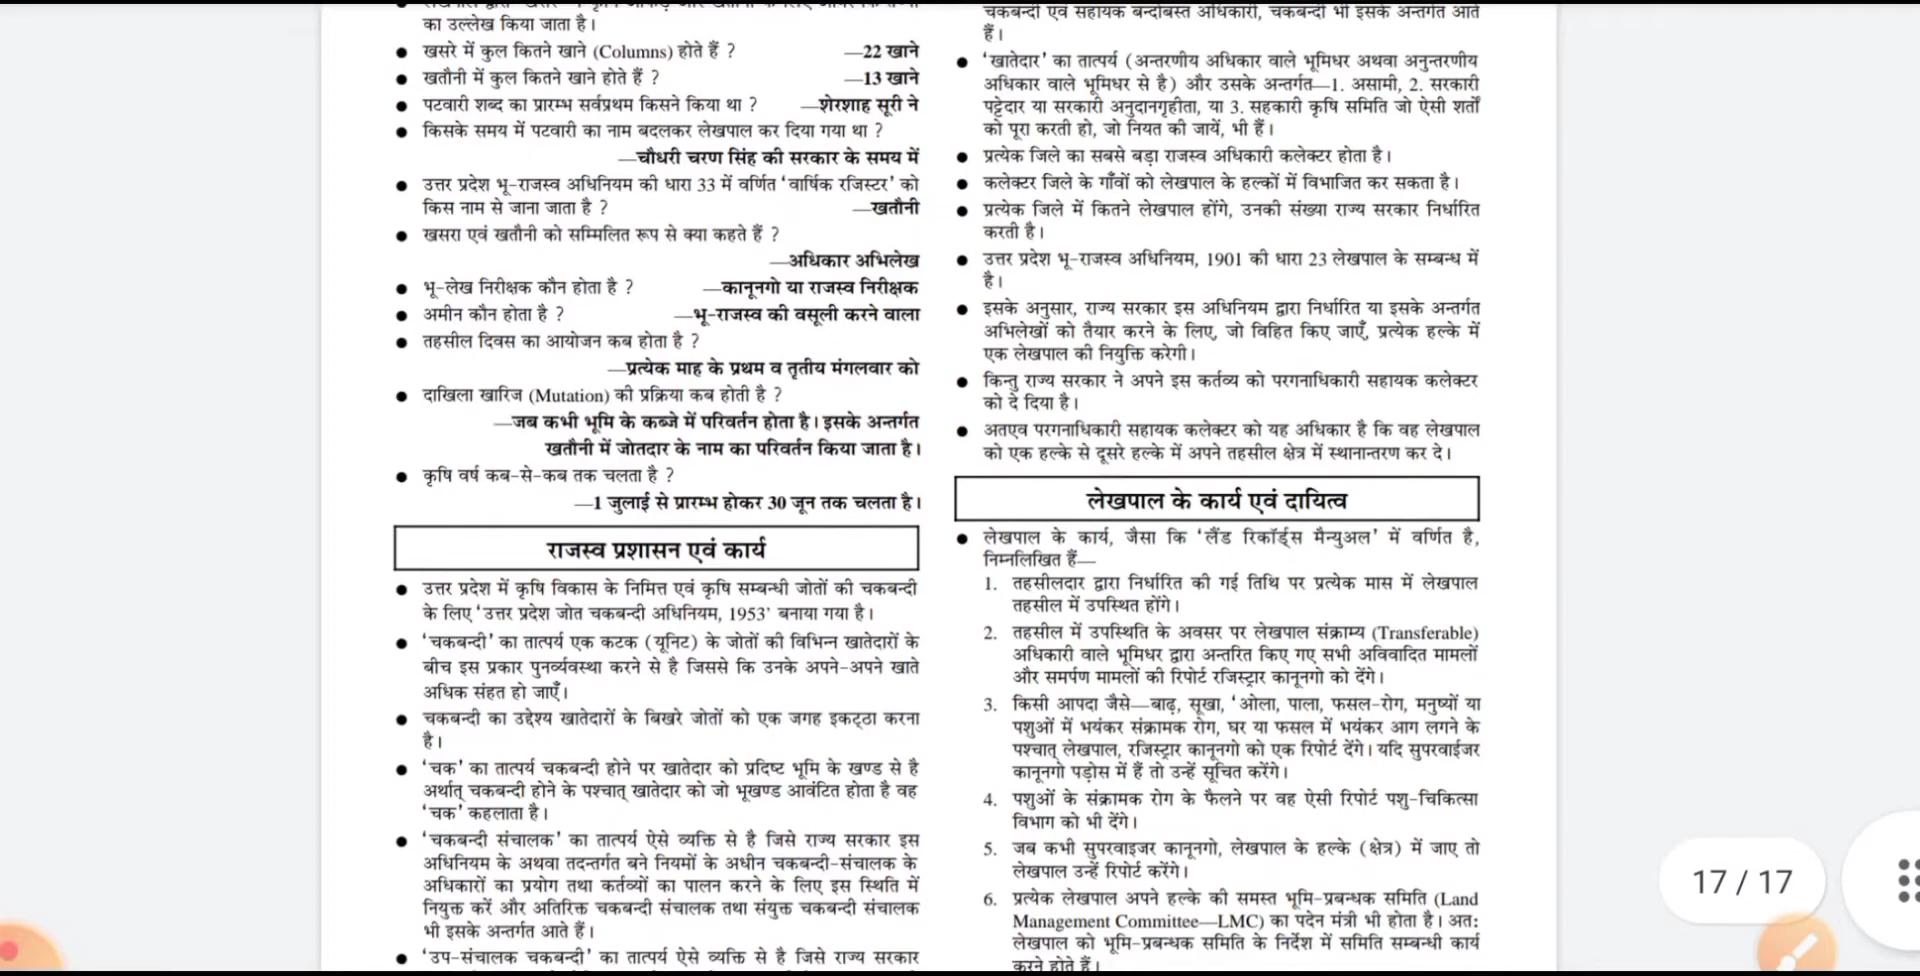 का उल्लेख किया जाता है।
● खसरे में कुल कितने खाने (Columns) होते हैं ? —22 खाने
● खतौनी में कुल कितने खाने होते हैं ? —13 खाने
● पटवारी शब्द का प्रारम्भ सर्वप्रथम किसने किया था ? —शेरशाह सूरी ने
● किसके समय में पटवारी का नाम बदलकर लेखपाल कर दिया गया था ?
—चौधरी चरण सिंह की सरकार के समय में
● उत्तर प्रदेश भू-राजस्व अधिनियम की धारा 33 में वर्णित ‘वार्षिक रजिस्टर’ को
किस नाम से जाना जाता है ? —खतौनी
● खसरा एवं खतौनी को सम्मिलित रूप से क्या कहते हैं ?
—अधिकार अभिलेख
● भू-लेख निरीक्षक कौन होता है ? —कानूनगो या राजस्व निरीक्षक
● अमीन कौन होता है ? —भू-राजस्व की वसूली करने वाला
● तहसील दिवस का आयोजन कब होता है ?
—प्रत्येक माह के प्रथम व तृतीय मंगलवार को
● दाखिला खारिज (Mutation) की प्रक्रिया कब होती है ?
—जब कभी भूमि के कब्जे में परिवर्तन होता है। इसके अन्तर्गत
खतौनी में जोतदार के नाम का परिवर्तन किया जाता है।
● कृषि वर्ष कब-से-कब तक चलता है ?
—1 जुलाई से प्रारम्भ होकर 30 जून तक चलता है।
राजस्व प्रशासन एवं कार्य
● उत्तर प्रदेश में कृषि विकास के निमित्त एवं कृषि सम्बन्धी जोतों की चकबन्दी
के लिए ‘उत्तर प्रदेश जोत चकबन्दी अधिनियम, 1953’ बनाया गया है।
● ‘चकबन्दी’ का तात्पर्य एक कटक (यूनिट) के जोतों की विभिन्न खातेदारों के
बीच इस प्रकार पुनर्व्यवस्था करने से है जिससे कि उनके अपने-अपने खाते
अधिक संहत हो जाएँ।
● चकबन्दी का उद्देश्य खातेदारों के बिखरे जोतों को एक जगह इकट्ठा करना
है।
● ‘चक’ का तात्पर्य चकबन्दी होने पर खातेदार को प्रदिष्ट भूमि के खण्ड से है
अर्थात् चकबन्दी होने के पश्चात् खातेदार को जो भूखण्ड आवंटित होता है वह
‘चक’ कहलाता है।
● ‘चकबन्दी संचालक’ का तात्पर्य ऐसे व्यक्ति से है जिसे राज्य सरकार इस
अधिनियम के अथवा तदन्तर्गत बने नियमों के अधीन चकबन्दी-संचालक के
अधिकारों का प्रयोग तथा कर्तव्यों का पालन करने के लिए इस स्थिति में
नियुक्त करें और अतिरिक्त चकबन्दी संचालक तथा संयुक्त चकबन्दी संचालक
भी इसके अन्तर्गत आते हैं।
● ‘उप-संचालक चकबन्दी’ का तात्पर्य ऐसे व्यक्ति से है जिसे राज्य सरकार
चकबन्दी एवं सहायक बन्दोबस्त अधिकारी, चकबन्दी भी इसके अन्तर्गत आते
हैं।
● ‘खातेदार’ का तात्पर्य (अन्तरणीय अधिकार वाले भूमिधर अथवा अनुन्तरणीय
अधिकार वाले भूमिधर से है) और उसके अन्तर्गत—1. असामी, 2. सरकारी
पट्टेदार या सरकारी अनुदानगृहीता, या 3. सहकारी कृषि समिति जो ऐसी शर्तों
को पूरा करती हो, जो नियत की जायें, भी हैं।
● प्रत्येक जिले का सबसे बड़ा राजस्व अधिकारी कलेक्टर होता है।
● कलेक्टर जिले के गाँवों को लेखपाल के हल्कों में विभाजित कर सकता है।
● प्रत्येक जिले में कितने लेखपाल होंगे, उनकी संख्या राज्य सरकार निर्धारित
करती है।
● उत्तर प्रदेश भू-राजस्व अधिनियम, 1901 की धारा 23 लेखपाल के सम्बन्ध में
है।
● इसके अनुसार, राज्य सरकार इस अधिनियम द्वारा निर्धारित या इसके अन्तर्गत
अभिलेखों को तैयार करने के लिए, जो विहित किए जाएँ, प्रत्येक हल्के में
एक लेखपाल की नियुक्ति करेगी।
● किन्तु राज्य सरकार ने अपने इस कर्तव्य को परगनाधिकारी सहायक कलेक्टर
को दे दिया है।
● अतएव परगनाधिकारी सहायक कलेक्टर को यह अधिकार है कि वह लेखपाल
को एक हल्के से दूसरे हल्के में अपने तहसील क्षेत्र में स्थानान्तरण कर दे।
लेखपाल के कार्य एवं दायित्व
● लेखपाल के कार्य, जैसा कि ‘लैंड रिकॉर्ड्स मैन्युअल’ में वर्णित है,
निम्नलिखित हैं—
1. तहसीलदार द्वारा निर्धारित की गई तिथि पर प्रत्येक मास में लेखपाल
तहसील में उपस्थित होंगे।
2. तहसील में उपस्थिति के अवसर पर लेखपाल संक्राम्य (Transferable)
अधिकारी वाले भूमिधर द्वारा अन्तरित किए गए सभी अविवादित मामलों
और समर्पण मामलों की रिपोर्ट रजिस्ट्रार कानूनगो को देंगे।
3. किसी आपदा जैसे—बाढ़, सूखा, ‘ओला, पाला, फसल-रोग, मनुष्यों या
पशुओं में भयंकर संक्रामक रोग, घर या फसल में भयंकर आग लगने के
पश्चात् लेखपाल, रजिस्ट्रार कानूनगो को एक रिपोर्ट देंगे। यदि सुपरवाईजर
कानूनगो पड़ोस में हैं तो उन्हें सूचित करेंगे।
4. पशुओं के संक्रामक रोग के फैलने पर वह ऐसी रिपोर्ट पशु-चिकित्सा
विभाग को भी देंगे।
5. जब कभी सुपरवाइजर कानूनगो, लेखपाल के हल्के (क्षेत्र) में जाए तो
लेखपाल उन्हें रिपोर्ट करेंगे।
6. प्रत्येक लेखपाल अपने हल्के की समस्त भूमि-प्रबन्धक समिति (Land
Management Committee—LMC) का पदेन मंत्री भी होता है। अत:
लेखपाल को भूमि-प्रबन्धक समिति के निर्देश में समिति सम्बन्धी कार्य
करने होते हैं।
17 / 17